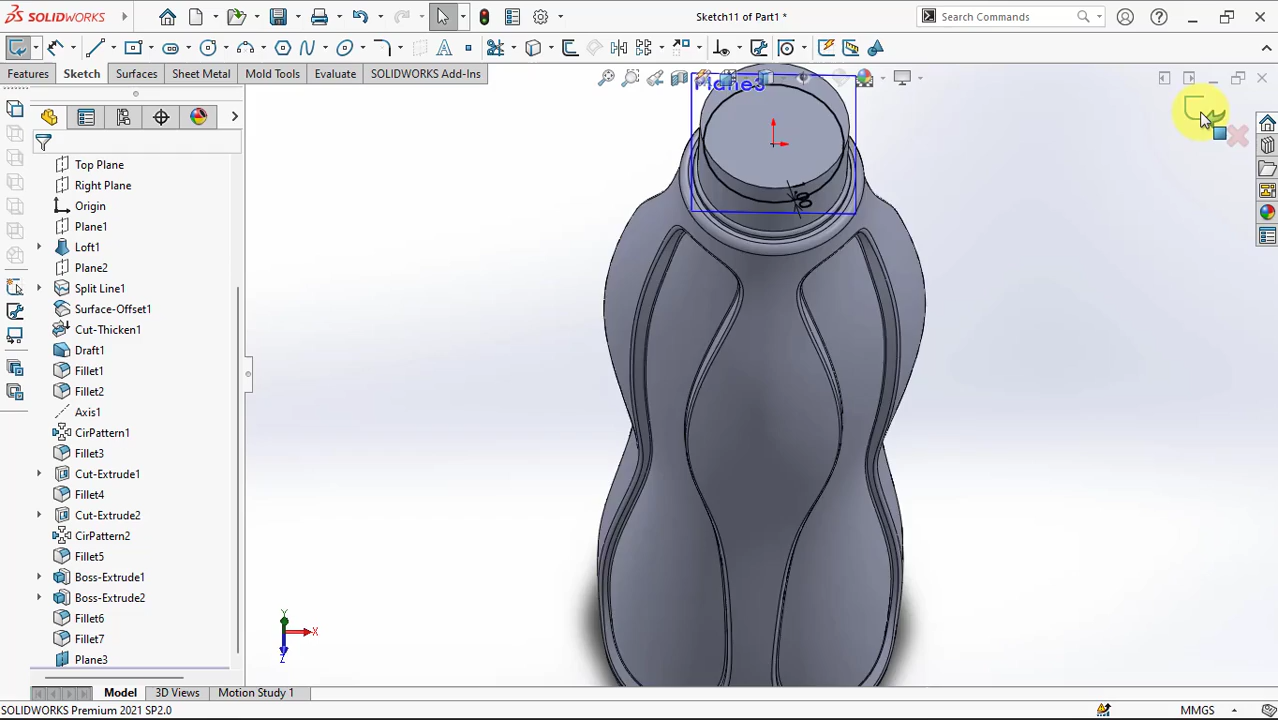 SOLIDWORKS
Sketch11 of Part1 *
Search Commands
Features
Sketch
Surfaces
Sheet Metal
Mold Tools
Evaluate
SOLIDWORKS Add-Ins
Plane3
Top Plane
Right Plane
Origin
Plane1
Loft1
Plane2
Split Line1
Surface-Offset1
Cut-Thicken1
Draft1
Fillet1
Fillet2
Axis1
CirPattern1
Fillet3
Cut-Extrude1
Fillet4
Cut-Extrude2
CirPattern2
Fillet5
Boss-Extrude1
Boss-Extrude2
Fillet6
Fillet7
Plane3
Y
X
Z
Model
3D Views
Motion Study 1
SOLIDWORKS Premium 2021 SP2.0
MMGS